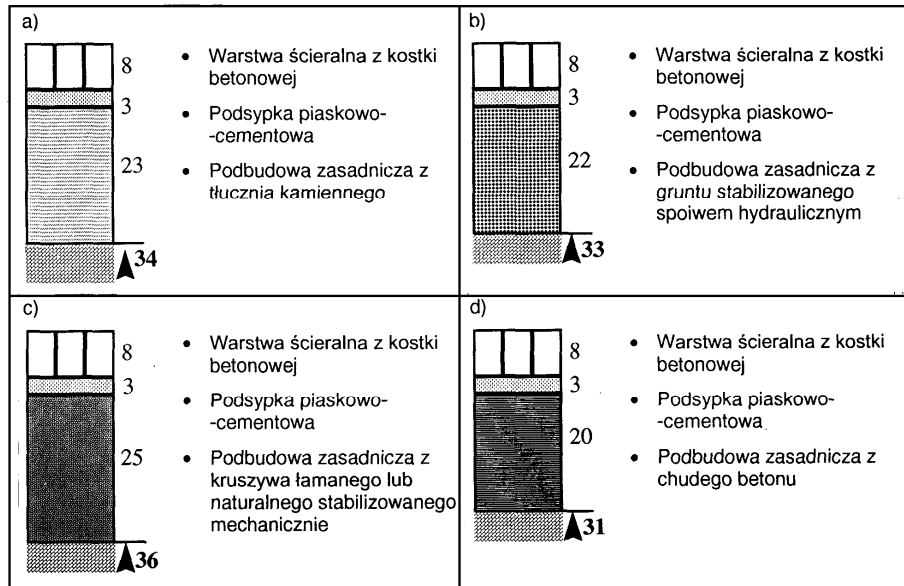 a)
8
3
23
34
• Warstwa ścieralna z kostki
betonowej
• Podsypka piaskowo-
-cementowa
• Podbudowa zasadnicza z
tłucznia kamiennego
b)
8
3
22
33
• Warstwa ścieralna z kostki
betonowej
• Podsypka piaskowo-
-cementowa
• Podbudowa zasadnicza z
gruntu stabilizowanego
spoiwem hydraulicznym
c)
8
3
25
36
• Warstwa ścieralna z kostki
betonowej
• Podsypka piaskowo-
-cementowa
• Podbudowa zasadnicza z
kruszywa łamanego lub
naturalnego stabilizowanego
mechanicznie
d)
8
3
20
31
• Warstwa ścieralna z kostki
betonowej
• Podsypka piaskowo-
-cementowa
• Podbudowa zasadnicza z
chudego betonu